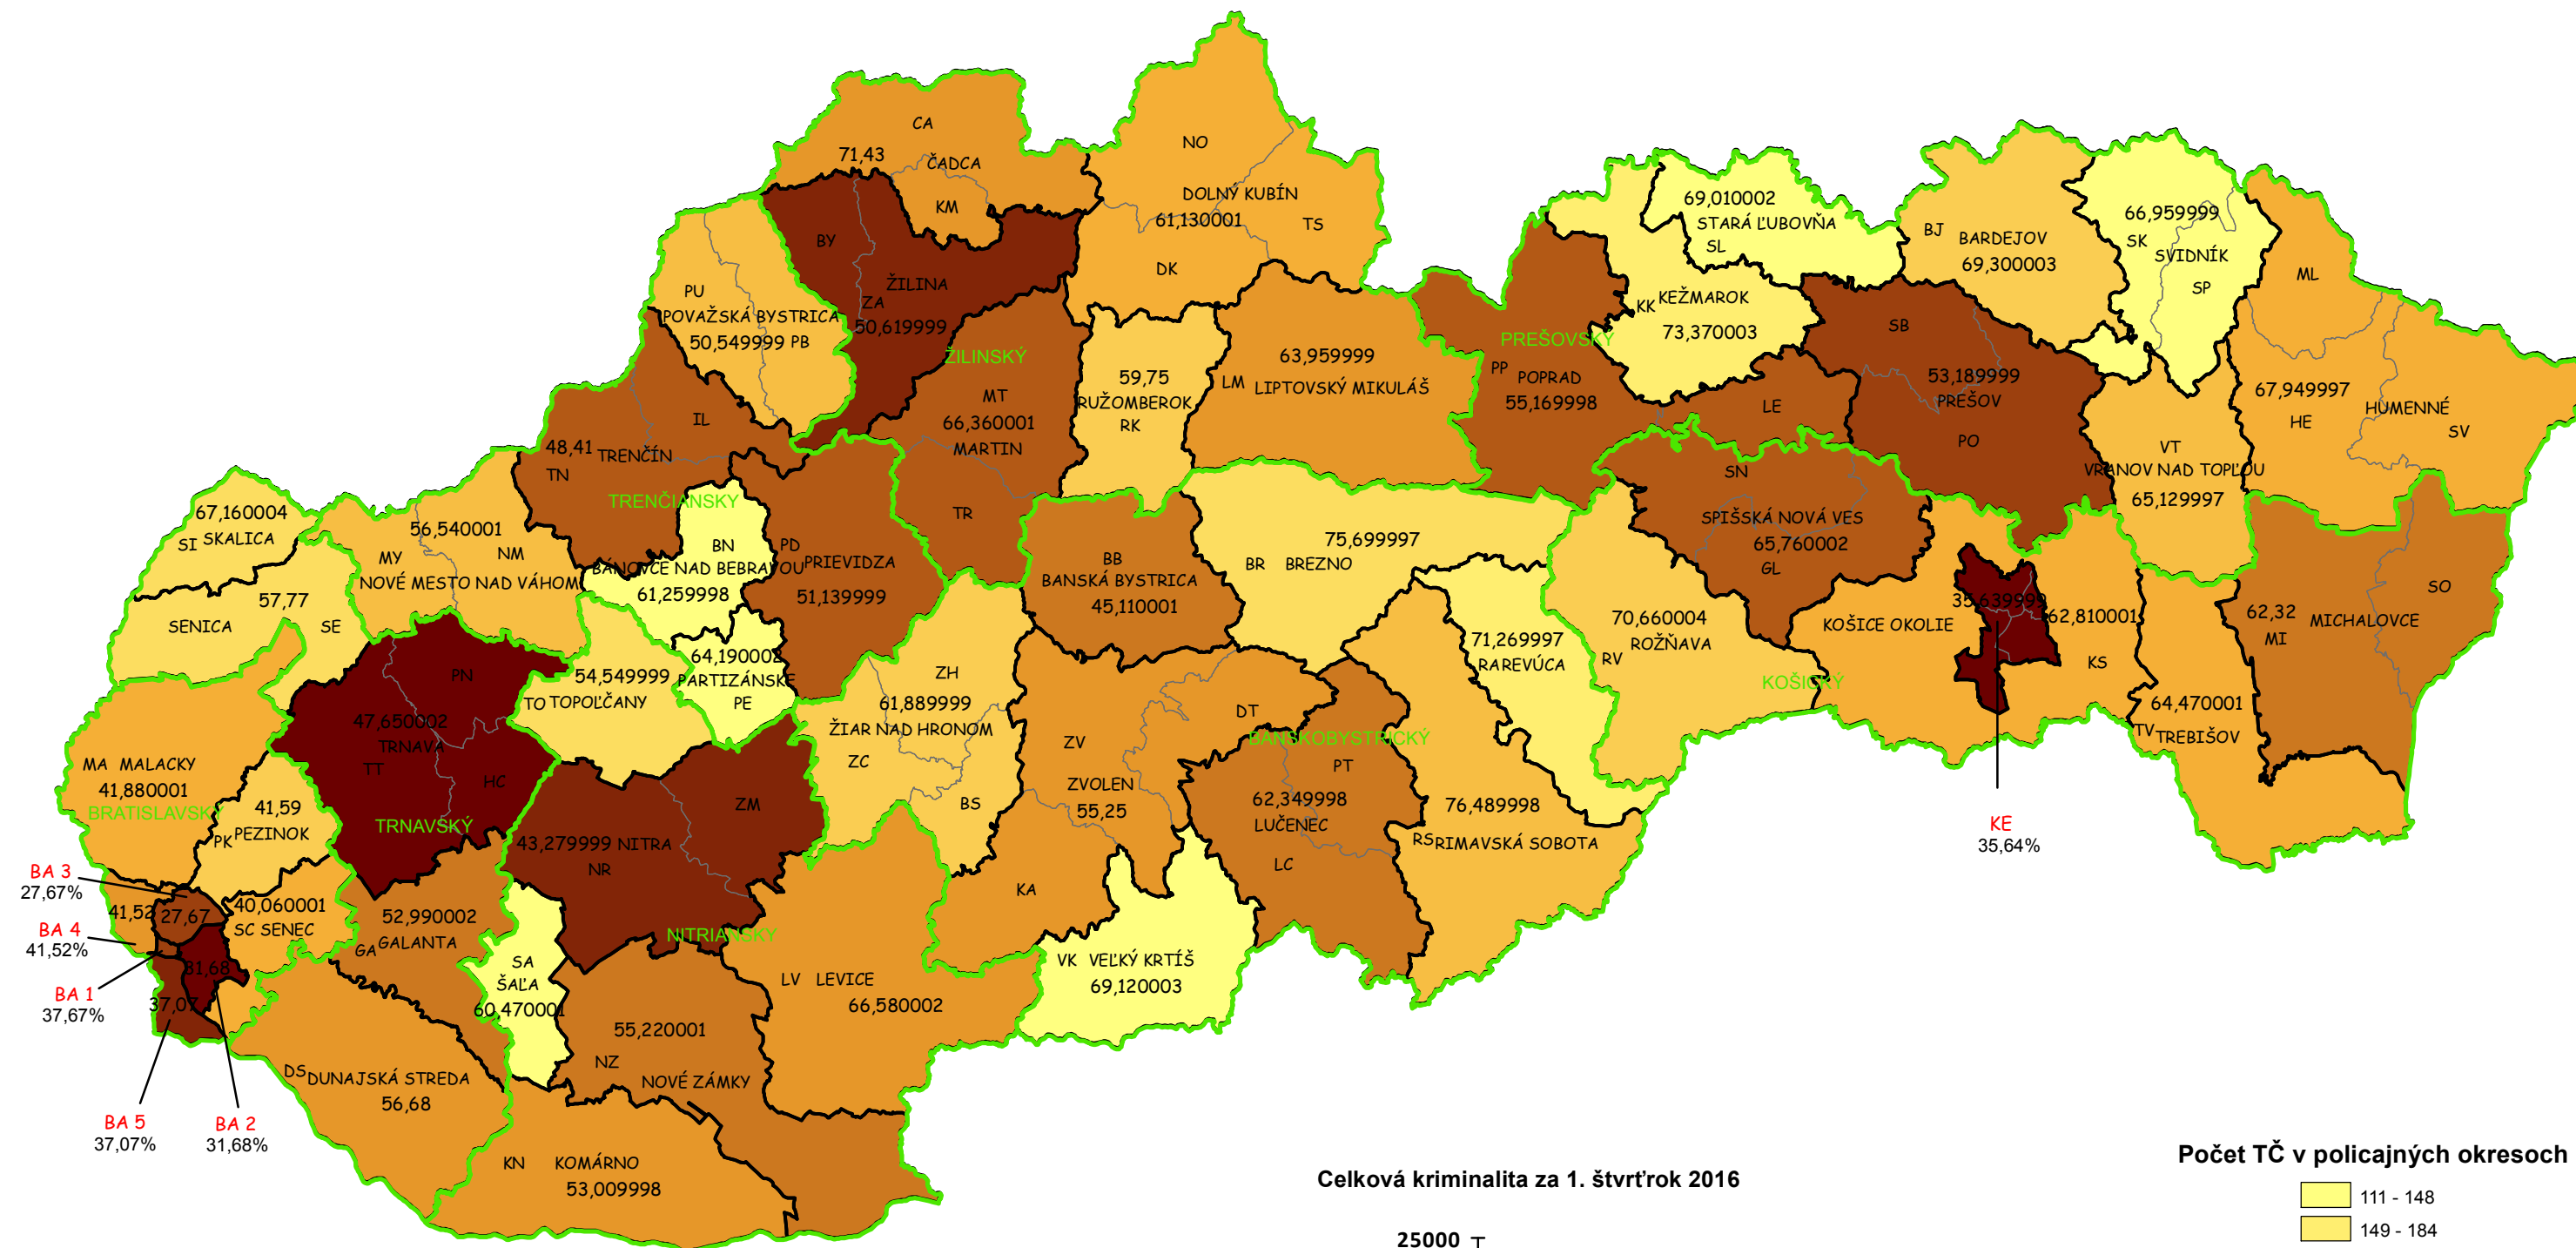 CA
71,43
ČADCA
KM
NO
DOLNÝ KUBÍN
61,130001
TS
DK
BY
ŽILINA
ZA
50,619999
PU
POVAŽSKÁ BYSTRICA
50,549999 PB
ŽILINSKÝ
MT
66,360001
MARTIN
TR
59,75
RUŽOMBEROK
RK
63,959999
LM LIPTOVSKÝ MIKULÁŠ
PREŠOVSKÝ
PP POPRAD
55,169998
LE
69,010002
STARÁ ĽUBOVŇA
SL
KK KEŽMAROK
73,370003
BJ BARDEJOV
69,300003
66,959999
SK
SVIDNÍK
SP
ML
67,949997
HUMENNÉ
HE
SV
SB
53,189999
PREŠOV
PO
VT
VRANOV NAD TOPĽOU
65,129997
IL
48,41 TRENČÍN
TN
TRENČIANSKY
67,160004
SI SKALICA
56,540001
MY
NM
NOVÉ MESTO NAD VÁHOM
BN
BÁNOVCE NAD BEBRAVOU
61,259998
PD PRIEVIDZA
51,139999
57,77
SENICA
SE
BB
BANSKÁ BYSTRICA
45,110001
75,699997
BR BREZNO
SN
SPIŠSKÁ NOVÁ VES
65,760002
GL
70,660004
ROŽŇAVA
RV
71,269997
RAREVÚCA
KOŠICKÝ
KOŠICE OKOLIE
35,639999
62,810001
KS
62,32
MICHALOVCE
MI
SO
64,470001
TV TREBIŠOV
PN
47,650002
TRNAVA
TT
HC
TRNAVSKÝ
54,549999
TO TOPOĽČANY
64,190002
PARTIZÁNSKE
PE
ZH
61,889999
ŽIAR NAD HRONOM
ZC
BS
DT
ZV
ZVOLEN
55,25
KA
BANSKOBYSTRICKÝ
PT
62,349998
LUČENEC
LC
76,489998
RS RIMAVSKÁ SOBOTA
MA MALACKY
41,880001
BRATISLAVSKÝ
41,59
PK PEZINOK
43,279999 NITRA
NR
ZM
NITRIANSKY
BA 3
27,67%
BA 4
41,52%
BA 1
37,67%
41,52
27,67
31,68
37,07
40,060001
SC SENEC
52,990002
GA GALANTA
SA
ŠAĽA
60,470001
LV LEVICE
66,580002
VK VEĽKÝ KRTÍŠ
69,120003
KE
35,64%
BA 5
37,07%
BA 2
31,68%
DS DUNAJSKÁ STREDA
56,68
55,220001
NZ
NOVÉ ZÁMKY
KN KOMÁRNO
53,009998
Celková kriminalita za 1. štvrťrok 2016
25000
Počet TČ v policajných okresoch
111 - 148
149 - 184